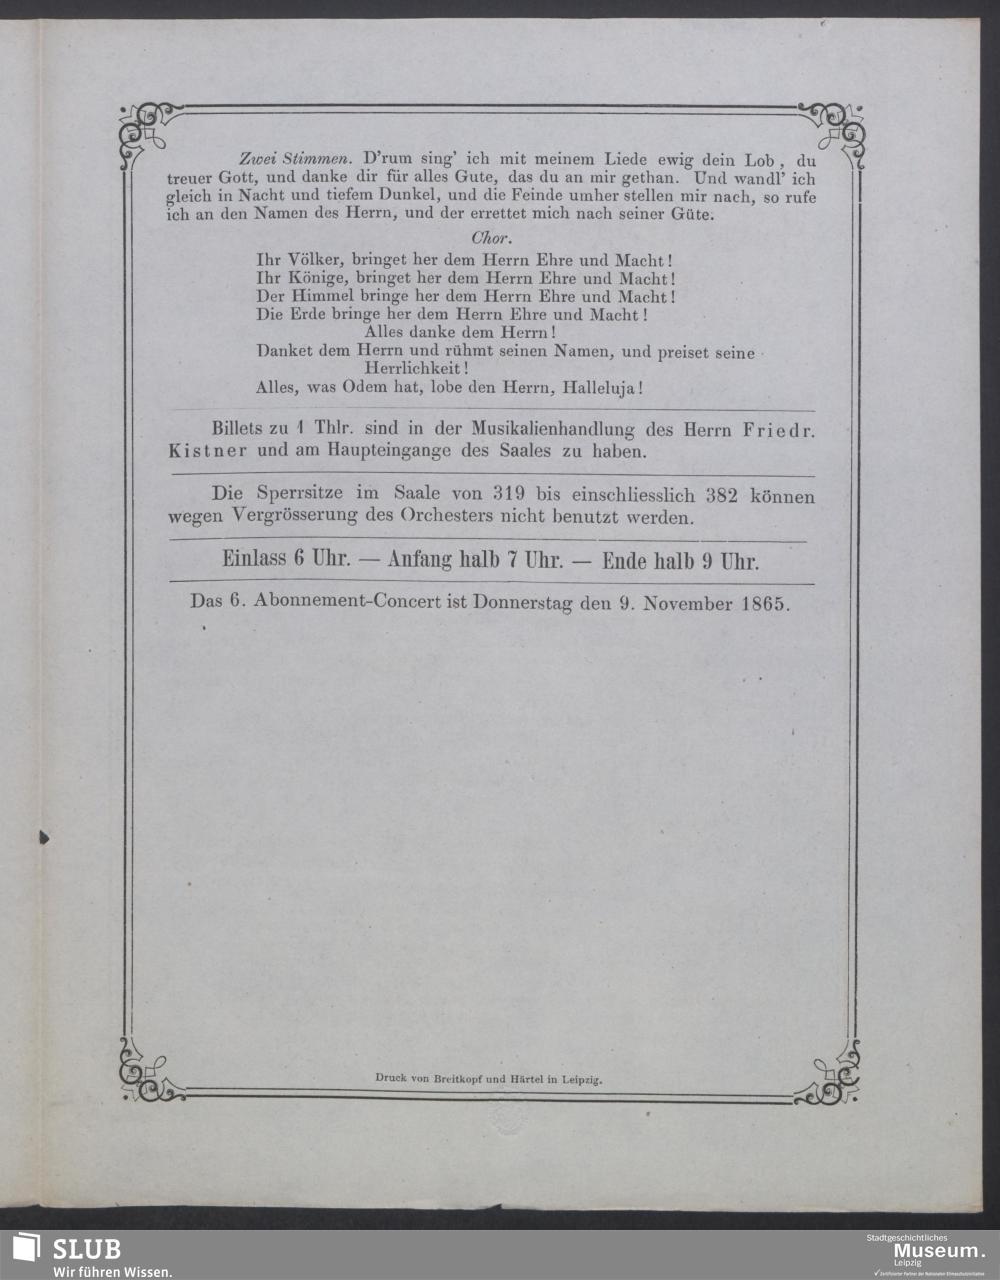 Zwei Stimmen. D’rum sing’ ich mit meinem Liede ewig dein Lob, du
treuer Gott, und danke dir für alles Gute, das du an mir gethan. Und wandl’ ich
gleich in Nacht und tiefem Dunkel, und die Feinde umher stellen mir nach, so rufe
ich an den Namen des Herrn, und der errettet mich nach seiner Güte.
Chor.
Ihr Völker, bringet her dem Herrn Ehre und Macht!
Ihr Könige, bringet her dem Herrn Ehre und Macht!
Der Himmel bringe her dem Herrn Ehre und Macht!
Die Erde bringe her dem Herrn Ehre und Macht!
Alles danke dem Herrn!
Danket dem Herrn und rühmt seinen Namen, und preiset seine
Herrlichkeit!
Alles, was Odem hat, lobe den Herrn, Halleluja!
Billets zu 1 Thlr. sind in der Musikalienhandlung des Herrn Friedr.
Kistner und am Haupteingange des Saales zu haben.
Die Sperrsitze im Saale von 319 bis einschliesslich 382 können
wegen Vergrösserung des Orchesters nicht benutzt werden.
Einlass 6 Uhr. — Anfang halb 7 Uhr. — Ende halb 9 Uhr.
Das 6. Abonnement-Concert ist Donnerstag den 9. November 1865.
Druck von Breitkopf und Härtel in Leipzig.
SLUB
Wir führen Wissen.
Stadtgeschichtliches
Museum.
Leipzig
Zertifizierter Partner der Nationalen Klimaschutzinitiative